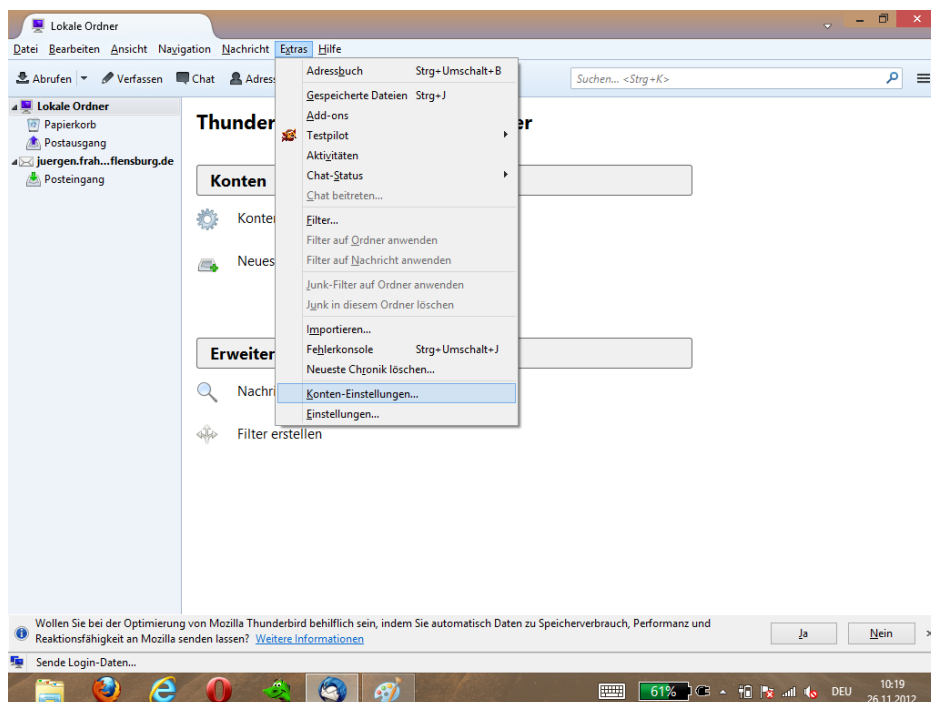 Lokale Ordner
Datei Bearbeiten Ansicht Navigation Nachricht Extras Hilfe
Abrufen Verfassen Chat Adress
Suchen... <Strg+K>
Lokale Ordner
Papierkorb
Postausgang
juergen.frah...flensburg.de
Posteingang
Thunder
er
Konten
Konten
Neues
Erweiter
Nachri
Filter erstellen
Adressbuch Strg+Umschalt+B
Gespeicherte Dateien Strg+J
Add-ons
Testpilot
Aktivitäten
Chat-Status
Chat beitreten...
Filter...
Filter auf Ordner anwenden
Filter auf Nachricht anwenden
Junk-Filter auf Ordner anwenden
Junk in diesem Ordner löschen
Importieren...
Fehlerkonsole Strg+Umschalt+J
Neueste Chronik löschen...
Konten-Einstellungen...
Einstellungen...
Wollen Sie bei der Optimierung von Mozilla Thunderbird behilflich sein, indem Sie automatisch Daten zu Speicherverbrauch, Performanz und
Reaktionsfähigkeit an Mozilla senden lassen? Weitere Informationen
Ja
Nein
Sende Login-Daten...
61%
DEU
10:19
26.11.2012